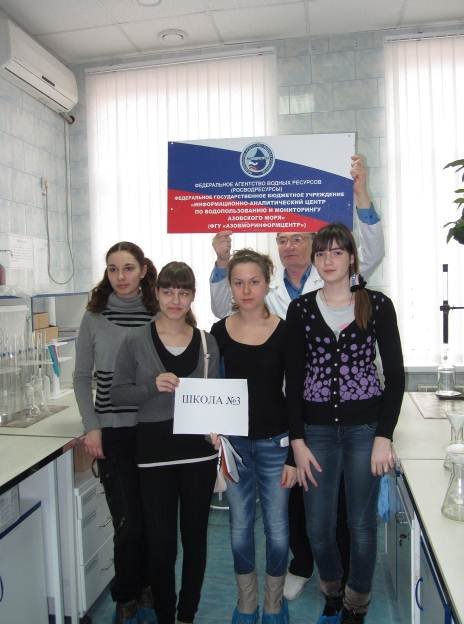 ФЕДЕРАЛЬНОЕ АГЕНТСТВО ВОДНЫХ РЕСУРСОВ
(РОСВОДРЕСУРСЫ)
ФЕДЕРАЛЬНОЕ ГОСУДАРСТВЕННОЕ БЮДЖЕТНОЕ УЧРЕЖДЕНИЕ
«ИНФОРМАЦИОННО-АНАЛИТИЧЕСКИЙ ЦЕНТР
ПО ВОДОПОЛЬЗОВАНИЮ И МОНИТОРИНГУ
АЗОВСКОГО МОРЯ»
(ФГУ «АЗОВМОРИНФОРМЦЕНТР»)
ШКОЛА №3